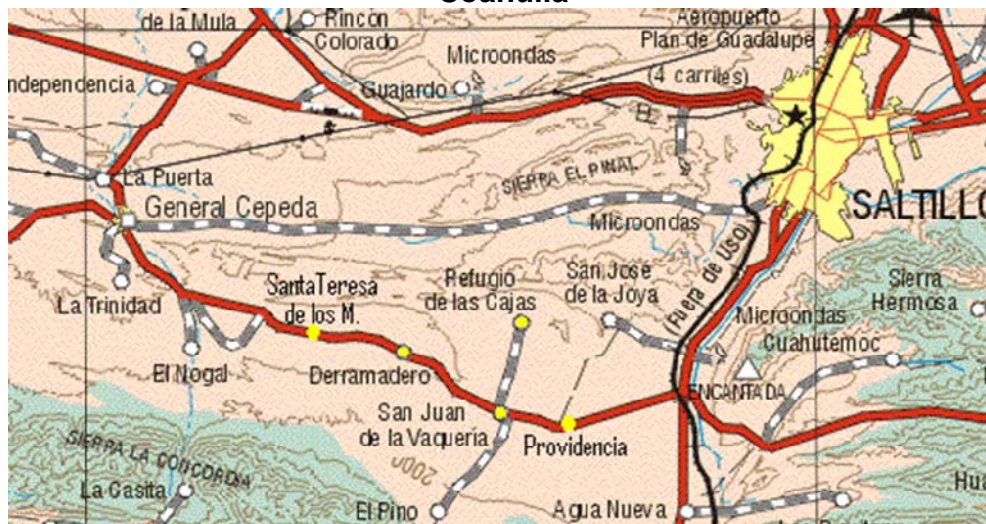 Coahuila
de la Mula
Rincon
Colorado
Aeropuerto
Plan de Guadalupe
Microondas
(4 carriles)
ndependencia
Guajardo
La Puerta
SIERRA EL PINAL
General Cepeda
Microondas
SALTILLO
(Fuera de Uso)
La Trinidad
Santa Teresa
de los M.
Refugio
de las Cajas
San Jose
de la Joya
Sierra
Hermosa
Microondas
Cuahutemoc
El Nogal
Derramadero
ENCANTADA
San Juan
de la Vaquería
Providencia
SIERRA LA CONCORDIA
2000
La Casita
El Pino
Agua Nueva
Hua